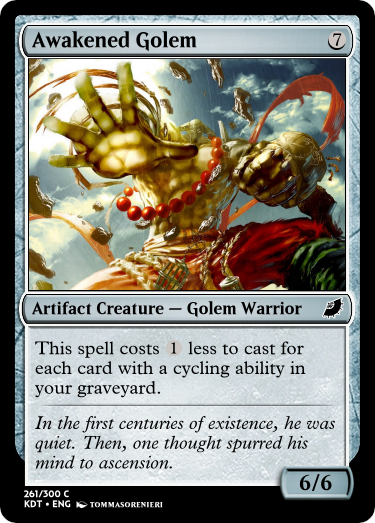 Awakened Golem 7
Artifact Creature — Golem Warrior
This spell costs 1 less to cast for
each card with a cycling ability in
your graveyard.
In the first centuries of existence, he was
quiet. Then, one thought spurred his
mind to ascension.
6/6
261/300 C
KDT • ENG TOMMASORENIERI